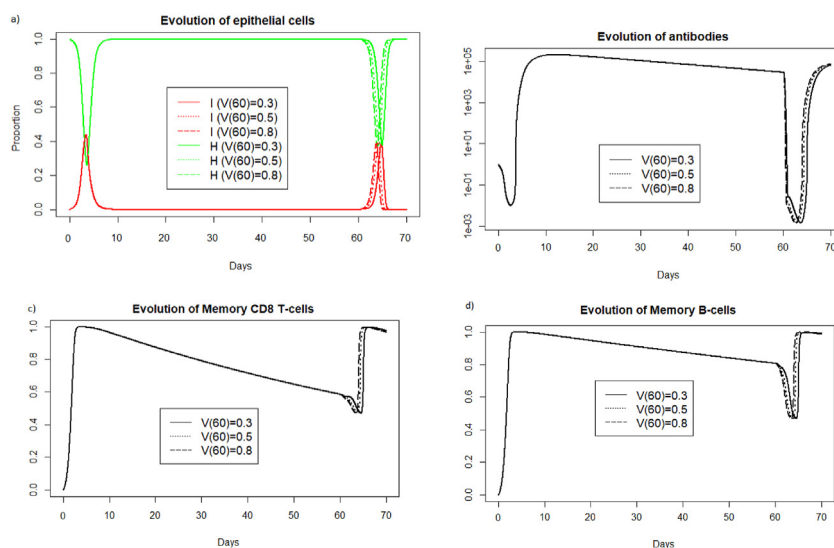 a)
Evolution of epithelial cells
Proportion
1.0
0.8
0.6
0.4
0.2
0.0
I (V(60)=0.3)
I (V(60)=0.5)
I (V(60)=0.8)
H (V(60)=0.3)
H (V(60)=0.5)
H (V(60)=0.8)
0 10 20 30 40 50 60 70
Days
Evolution of antibodies
1e+05
1e+03
1e+01
1e-01
1e-03
V(60)=0.3
V(60)=0.5
V(60)=0.8
0 10 20 30 40 50 60 70
Days
c)
Evolution of Memory CD8 T-cells
1.0
0.8
0.6
0.4
0.2
0.0
V(60)=0.3
V(60)=0.5
V(60)=0.8
0 10 20 30 40 50 60 70
Days
d)
Evolution of Memory B-cells
1.0
0.8
0.6
0.4
0.2
0.0
V(60)=0.3
V(60)=0.5
V(60)=0.8
0 10 20 30 40 50 60 70
Days